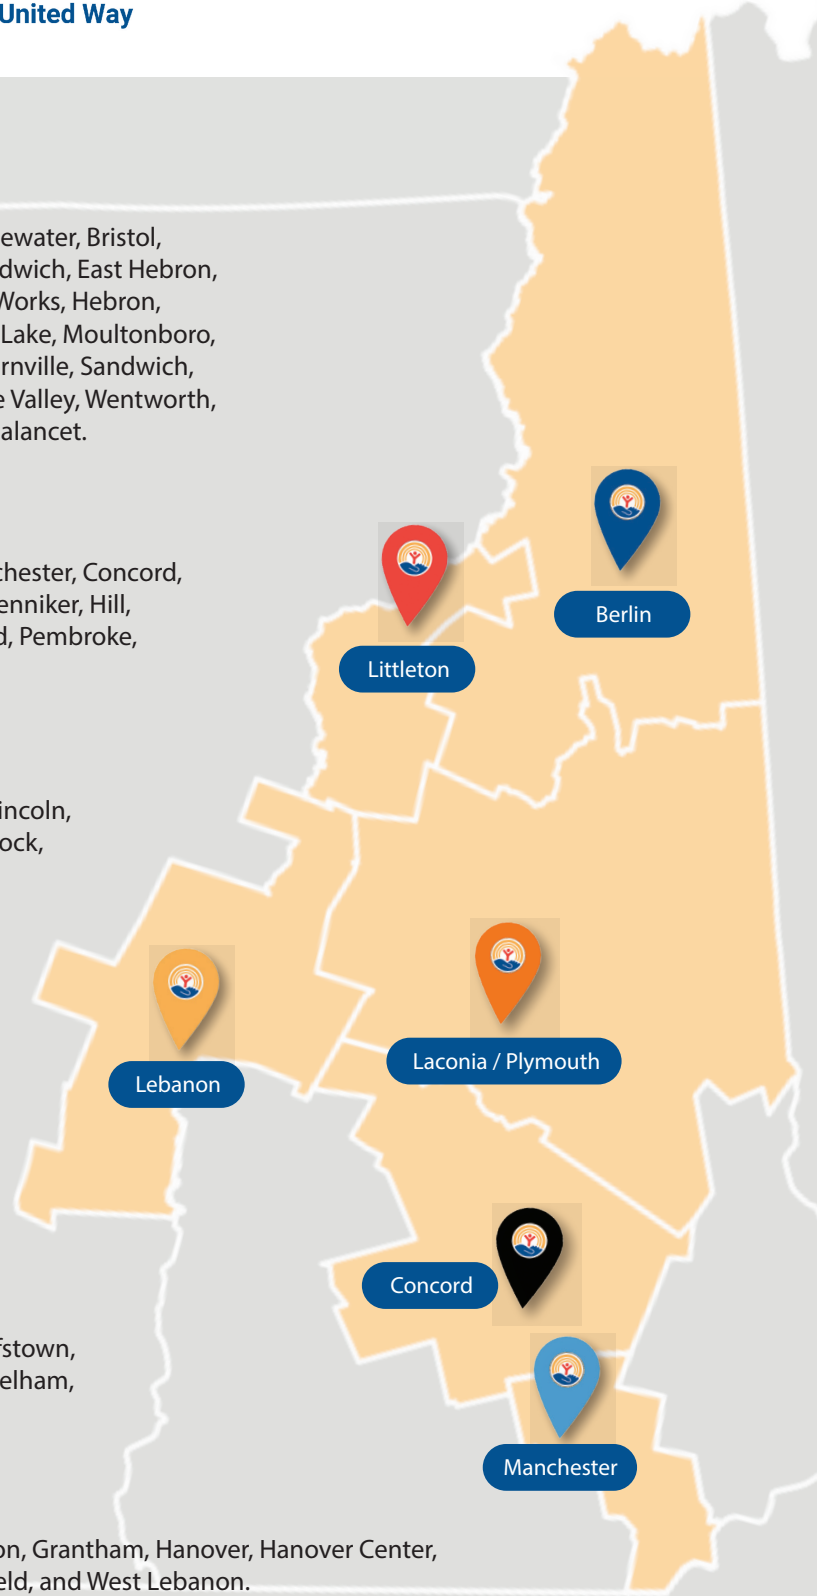 United Way
ewater, Bristol,
dwich, East Hebron,
Works, Hebron,
Lake, Moultonboro,
rnville, Sandwich,
e Valley, Wentworth,
alancet.
Berlin
chester, Concord,
enniker, Hill,
d, Pembroke,
Littleton
incoln,
ock,
Laconia / Plymouth
Lebanon
Concord
fstown,
elham,
Manchester
on, Grantham, Hanover, Hanover Center,
eld, and West Lebanon.